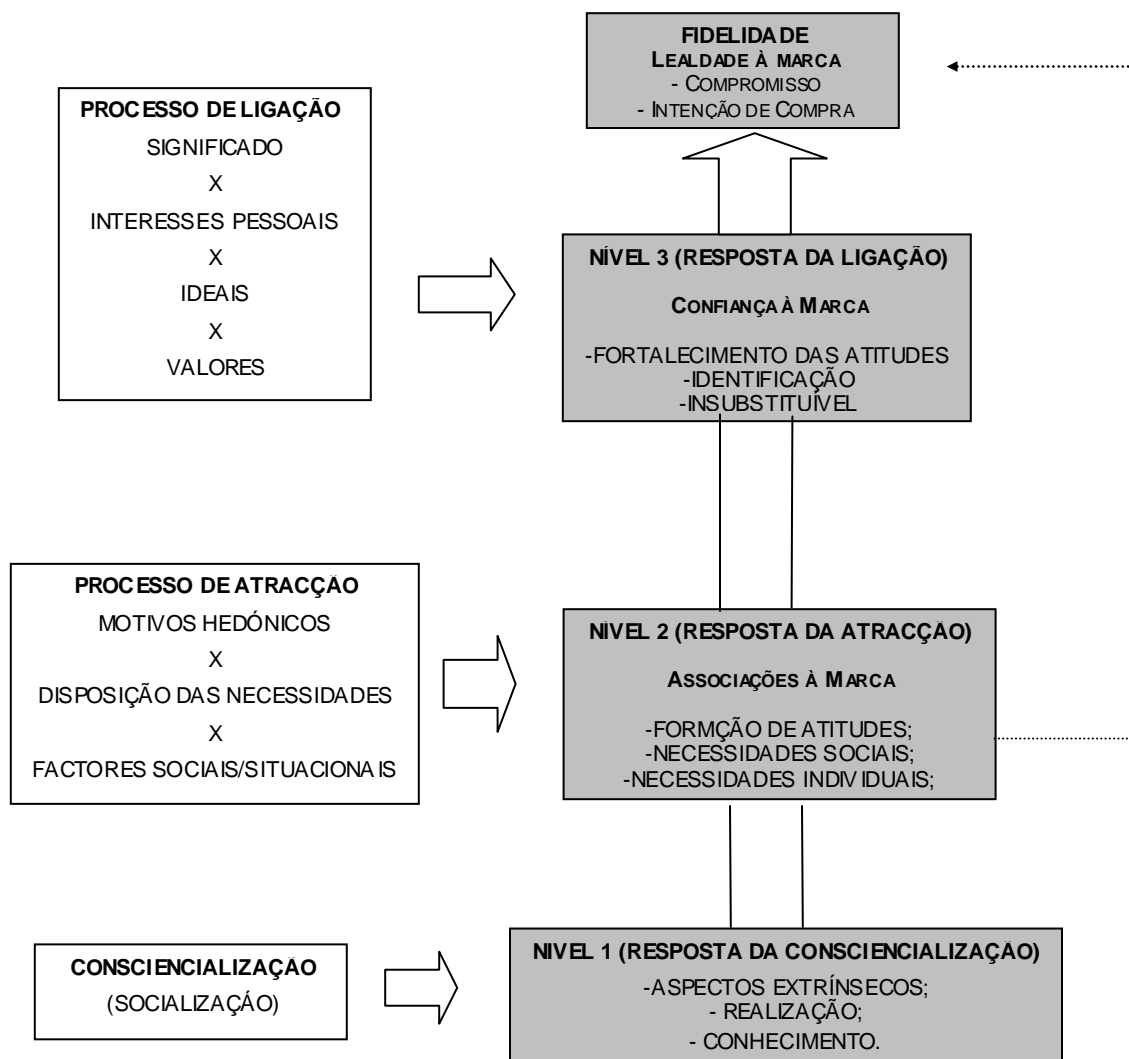 FIDELIDADE
LEALDADE À MARCA
- COMPROMISSO
- INTENÇÃO DE COMPRA
PROCESSO DE LIGAÇÃO
SIGNIFICADO
X
INTERESSES PESSOAIS
X
IDEAIS
X
VALORES
NÍVEL 3 (RESPOSTA DA LIGAÇÃO)
CONFIANÇA À MARCA
-FORTALECIMENTO DAS ATITUDES
-IDENTIFICAÇÃO
-INSUBSTITUÍVEL
PROCESSO DE ATRACÇÃO
MOTIVOS HEDÓNICOS
X
DISPOSIÇÃO DAS NECESSIDADES
X
FACTORES SOCIAIS/SITUACIONAIS
NÍVEL 2 (RESPOSTA DA ATRACÇÃO)
ASSOCIAÇÕES À MARCA
-FORMÇÃO DE ATITUDES;
-NECESSIDADES SOCIAIS;
-NECESSIDADES INDIVIDUAIS;
CONSCIENCIALIZAÇÃO
(SOCIALIZAÇÁO)
NIVEL 1 (RESPOSTA DA CONSCIENCIALIZAÇÃO)
-ASPECTOS EXTRÍNSECOS;
- REALIZAÇÃO;
- CONHECIMENTO.